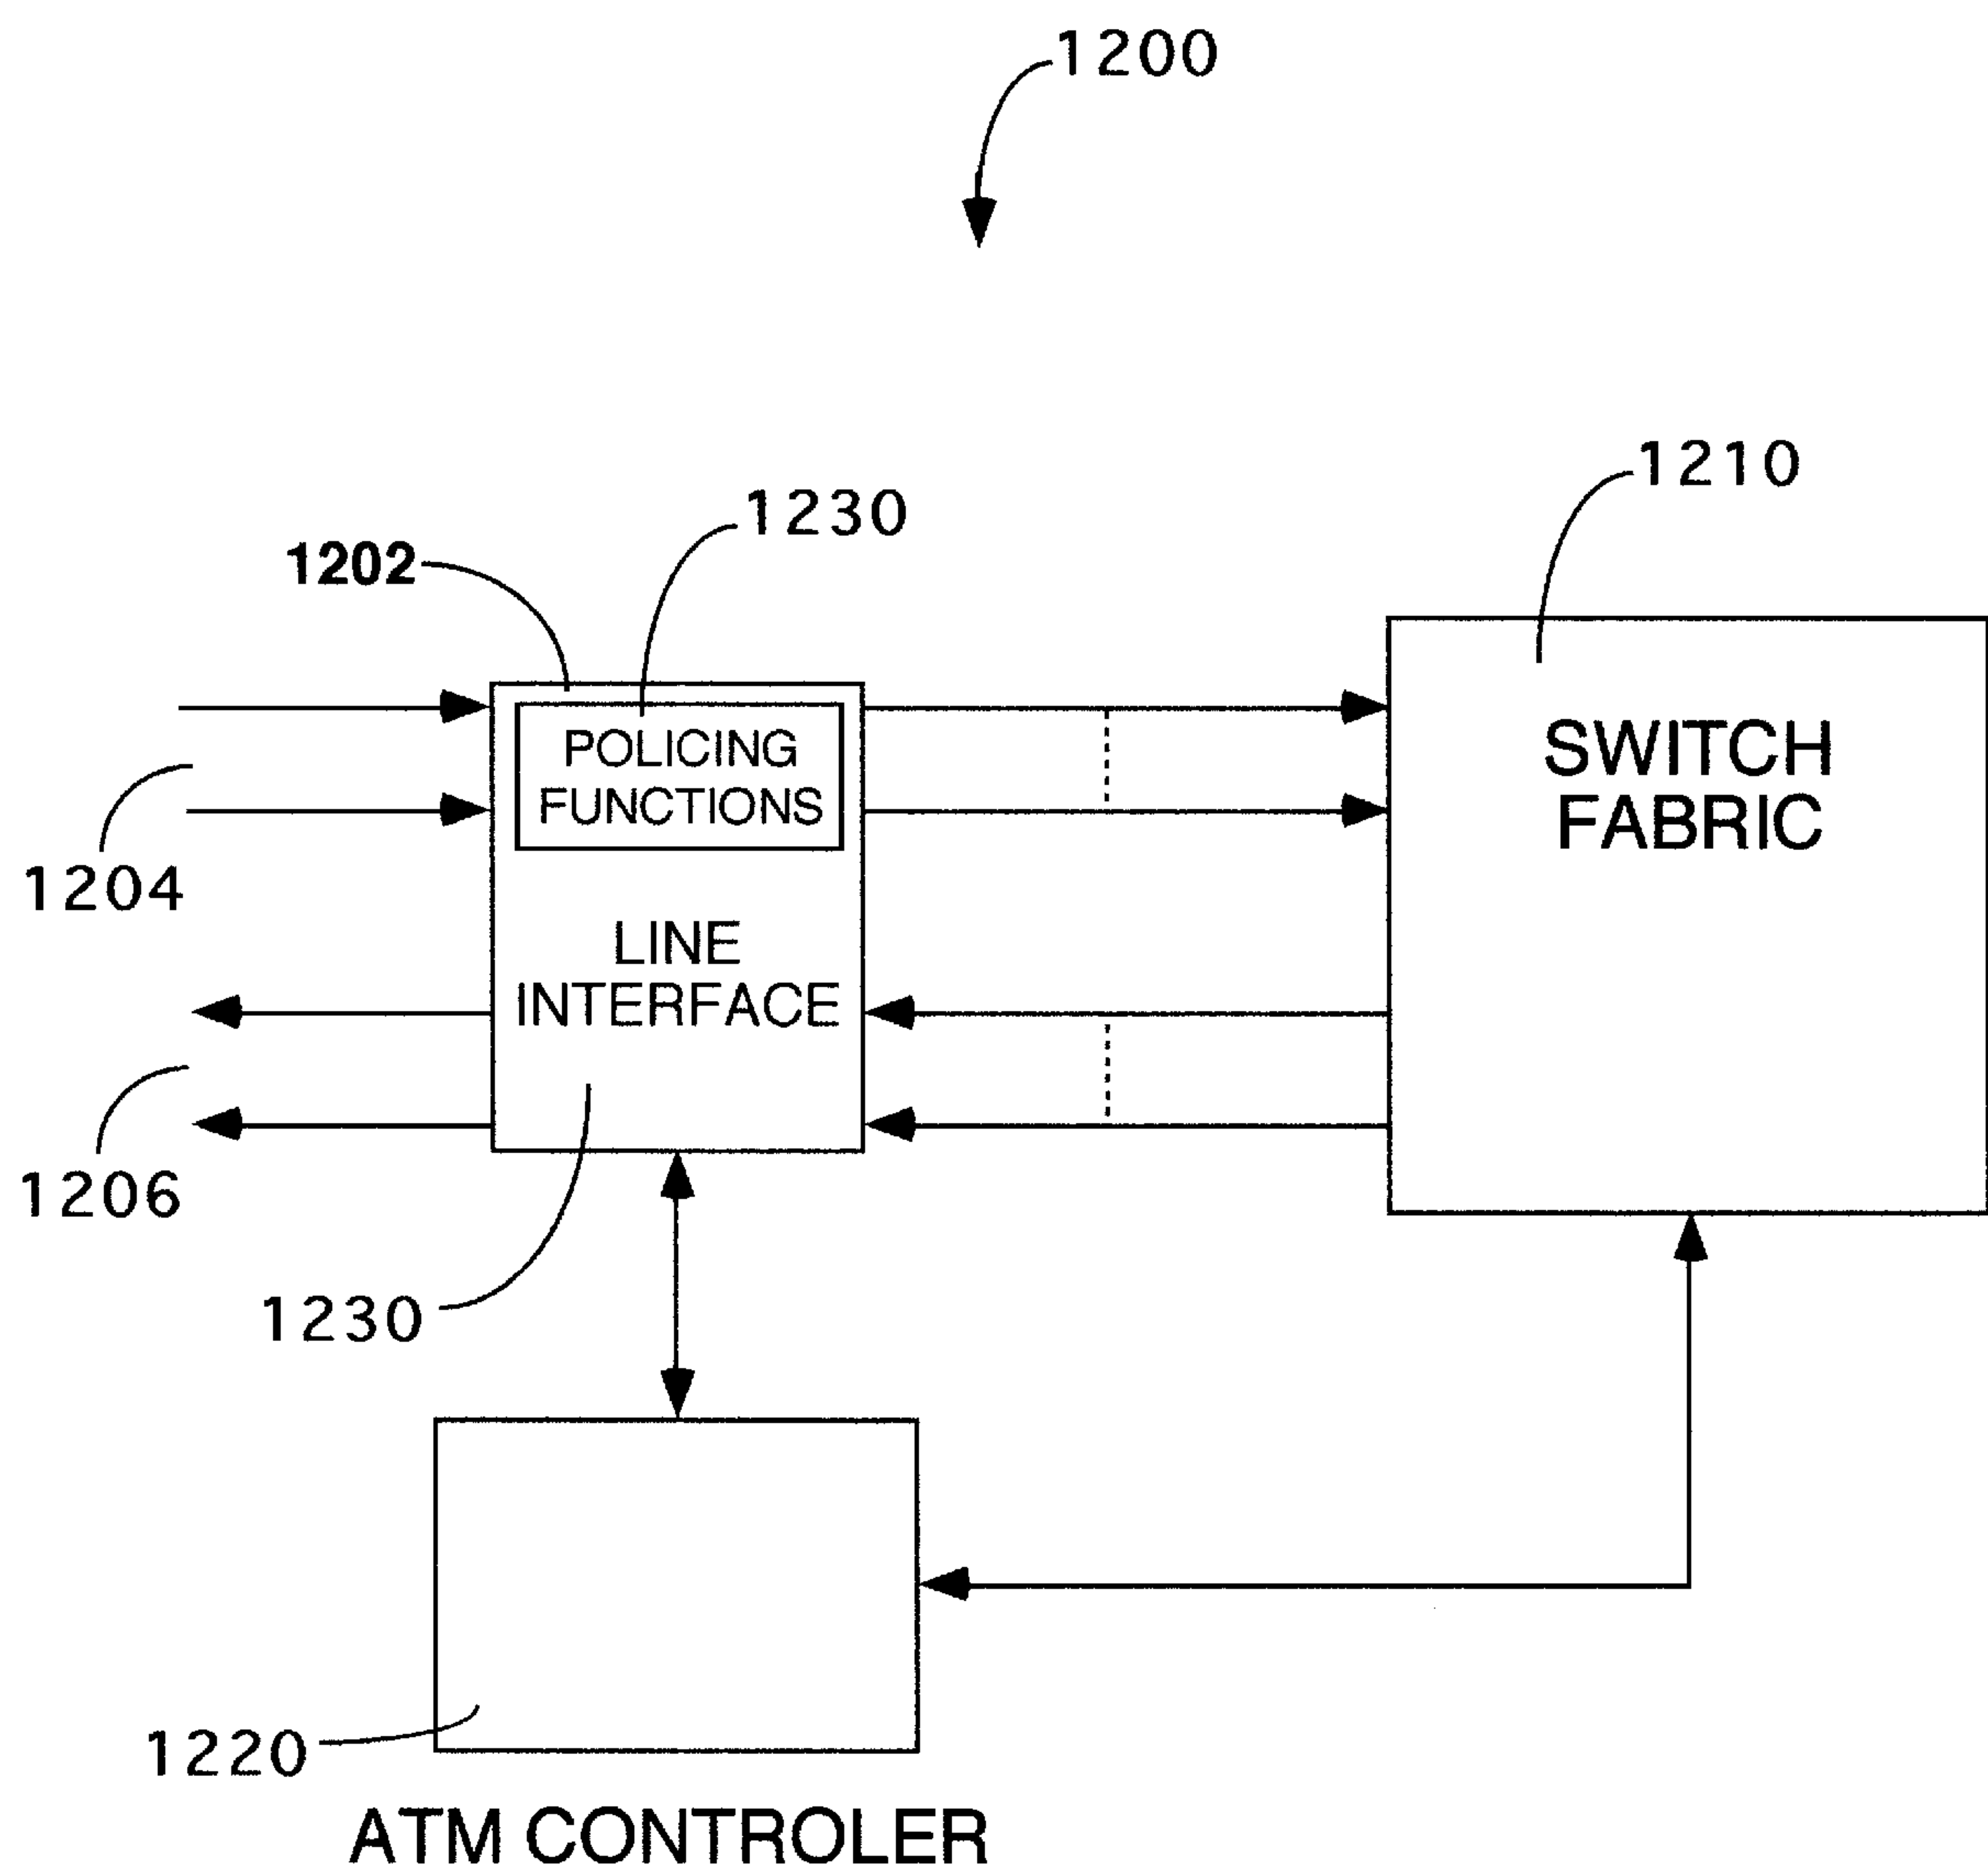 1200
1210
1230
1202
POLICING
FUNCTIONS
SWITCH
FABRIC
1204
LINE
INTERFACE
1206
1230
1220
ATM CONTROLER